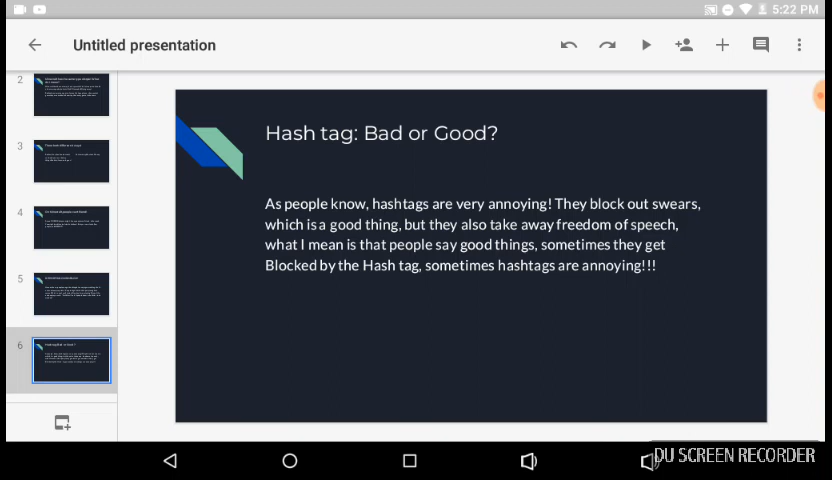 5:22 PM
Untitled presentation
2
3
4
5
6
Hash tag: Bad or Good?
As people know, hashtags are very annoying! They block out swears,
which is a good thing, but they also take away freedom of speech,
what I mean is that people say good things, sometimes they get
Blocked by the Hash tag, sometimes hashtags are annoying!!!
DU SCREEN RECORDER